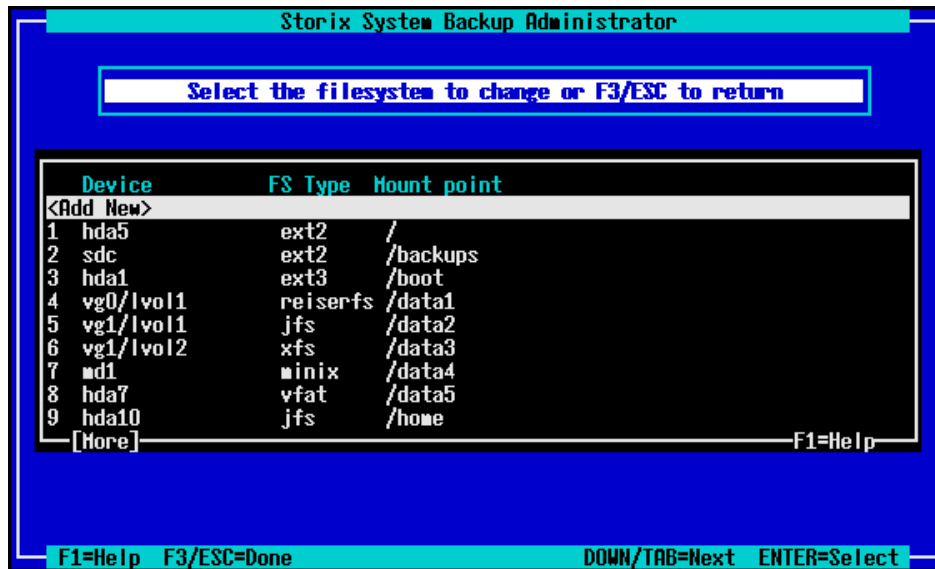 Storix System Backup Administrator
Select the filesystem to change or F3/ESC to return
Device FS Type Mount point
<Add New>
1 hda5 ext2 /
2 sdc ext2 /backups
3 hda1 ext3 /boot
4 vg0/lvol1 reiserfs /data1
5 vg1/lvol1 jfs /data2
6 vg1/lvol2 xfs /data3
7 md1 minix /data4
8 hda7 vfat /data5
9 hda10 jfs /home
[More] F1=Help
F1=Help F3/ESC=Done DOWN/TAB=Next ENTER=Select